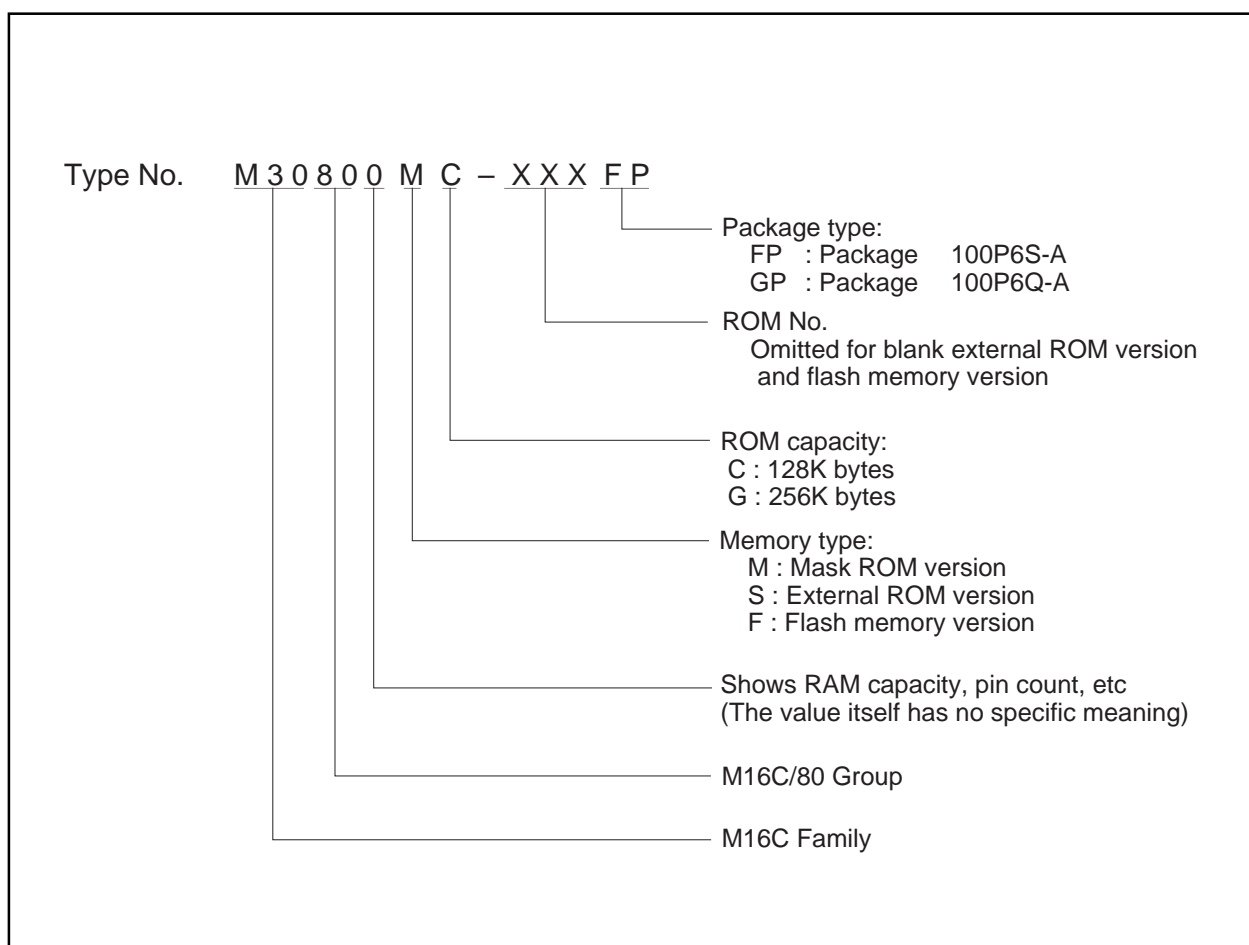 Type No. M 3 0 8 0 0 M C – X X X F P
Package type:
FP : Package 100P6S-A
GP : Package 100P6Q-A
ROM No.
Omitted for blank external ROM version
and flash memory version
ROM capacity:
C : 128K bytes
G : 256K bytes
Memory type:
M : Mask ROM version
S : External ROM version
F : Flash memory version
Shows RAM capacity, pin count, etc
(The value itself has no specific meaning)
M16C/80 Group
M16C Family